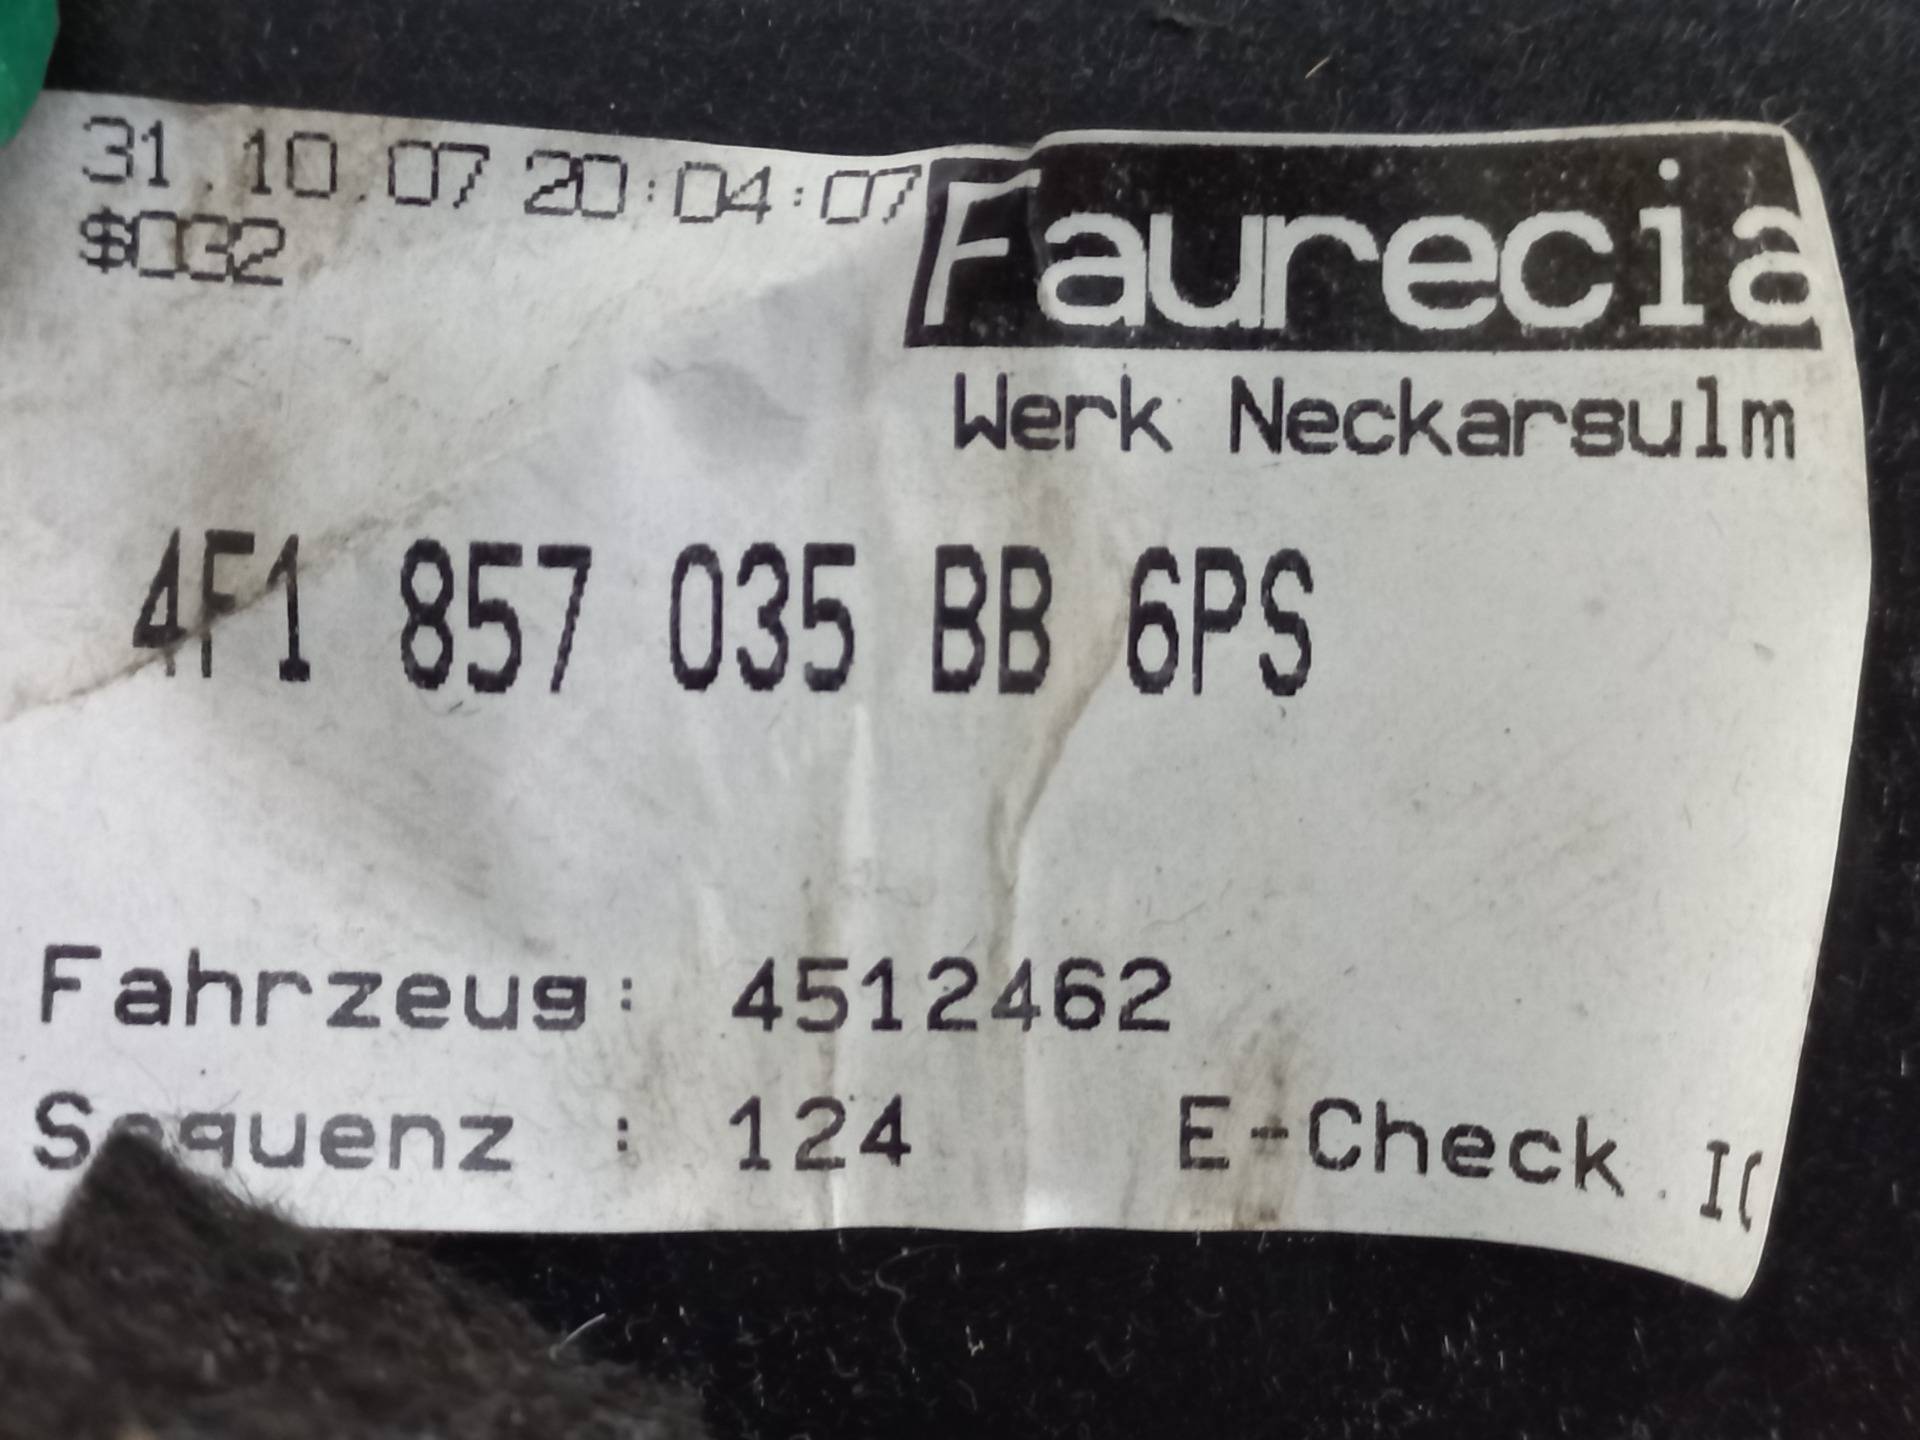 31.10.07 20:04:07
$032
Faurecia
Werk Neckarsulm
4F1 857 035 BB 6PS
Fahrzeug: 4512462
Sequenz : 124 E-Check.